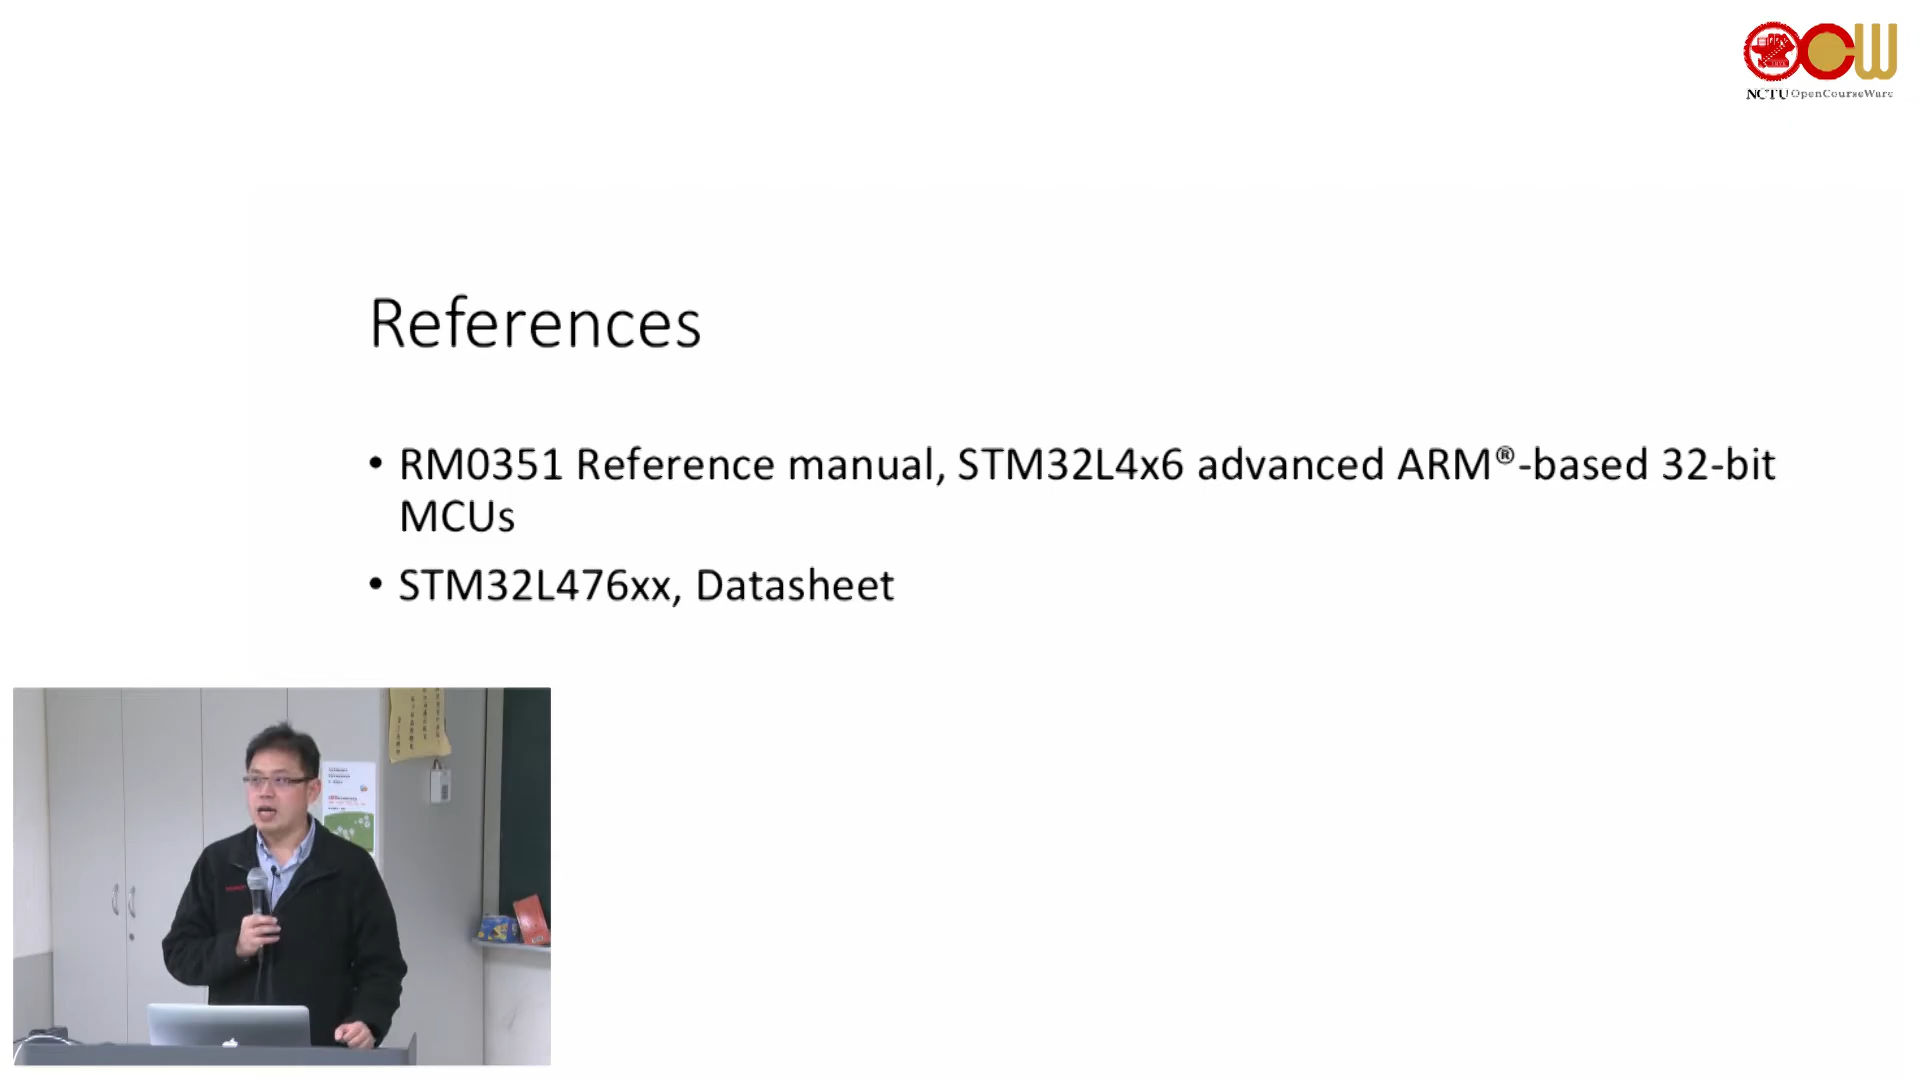 NCTU OpenCourseWare
References
• RM0351 Reference manual, STM32L4x6 advanced ARM®-based 32-bit
MCUs
• STM32L476xx, Datasheet